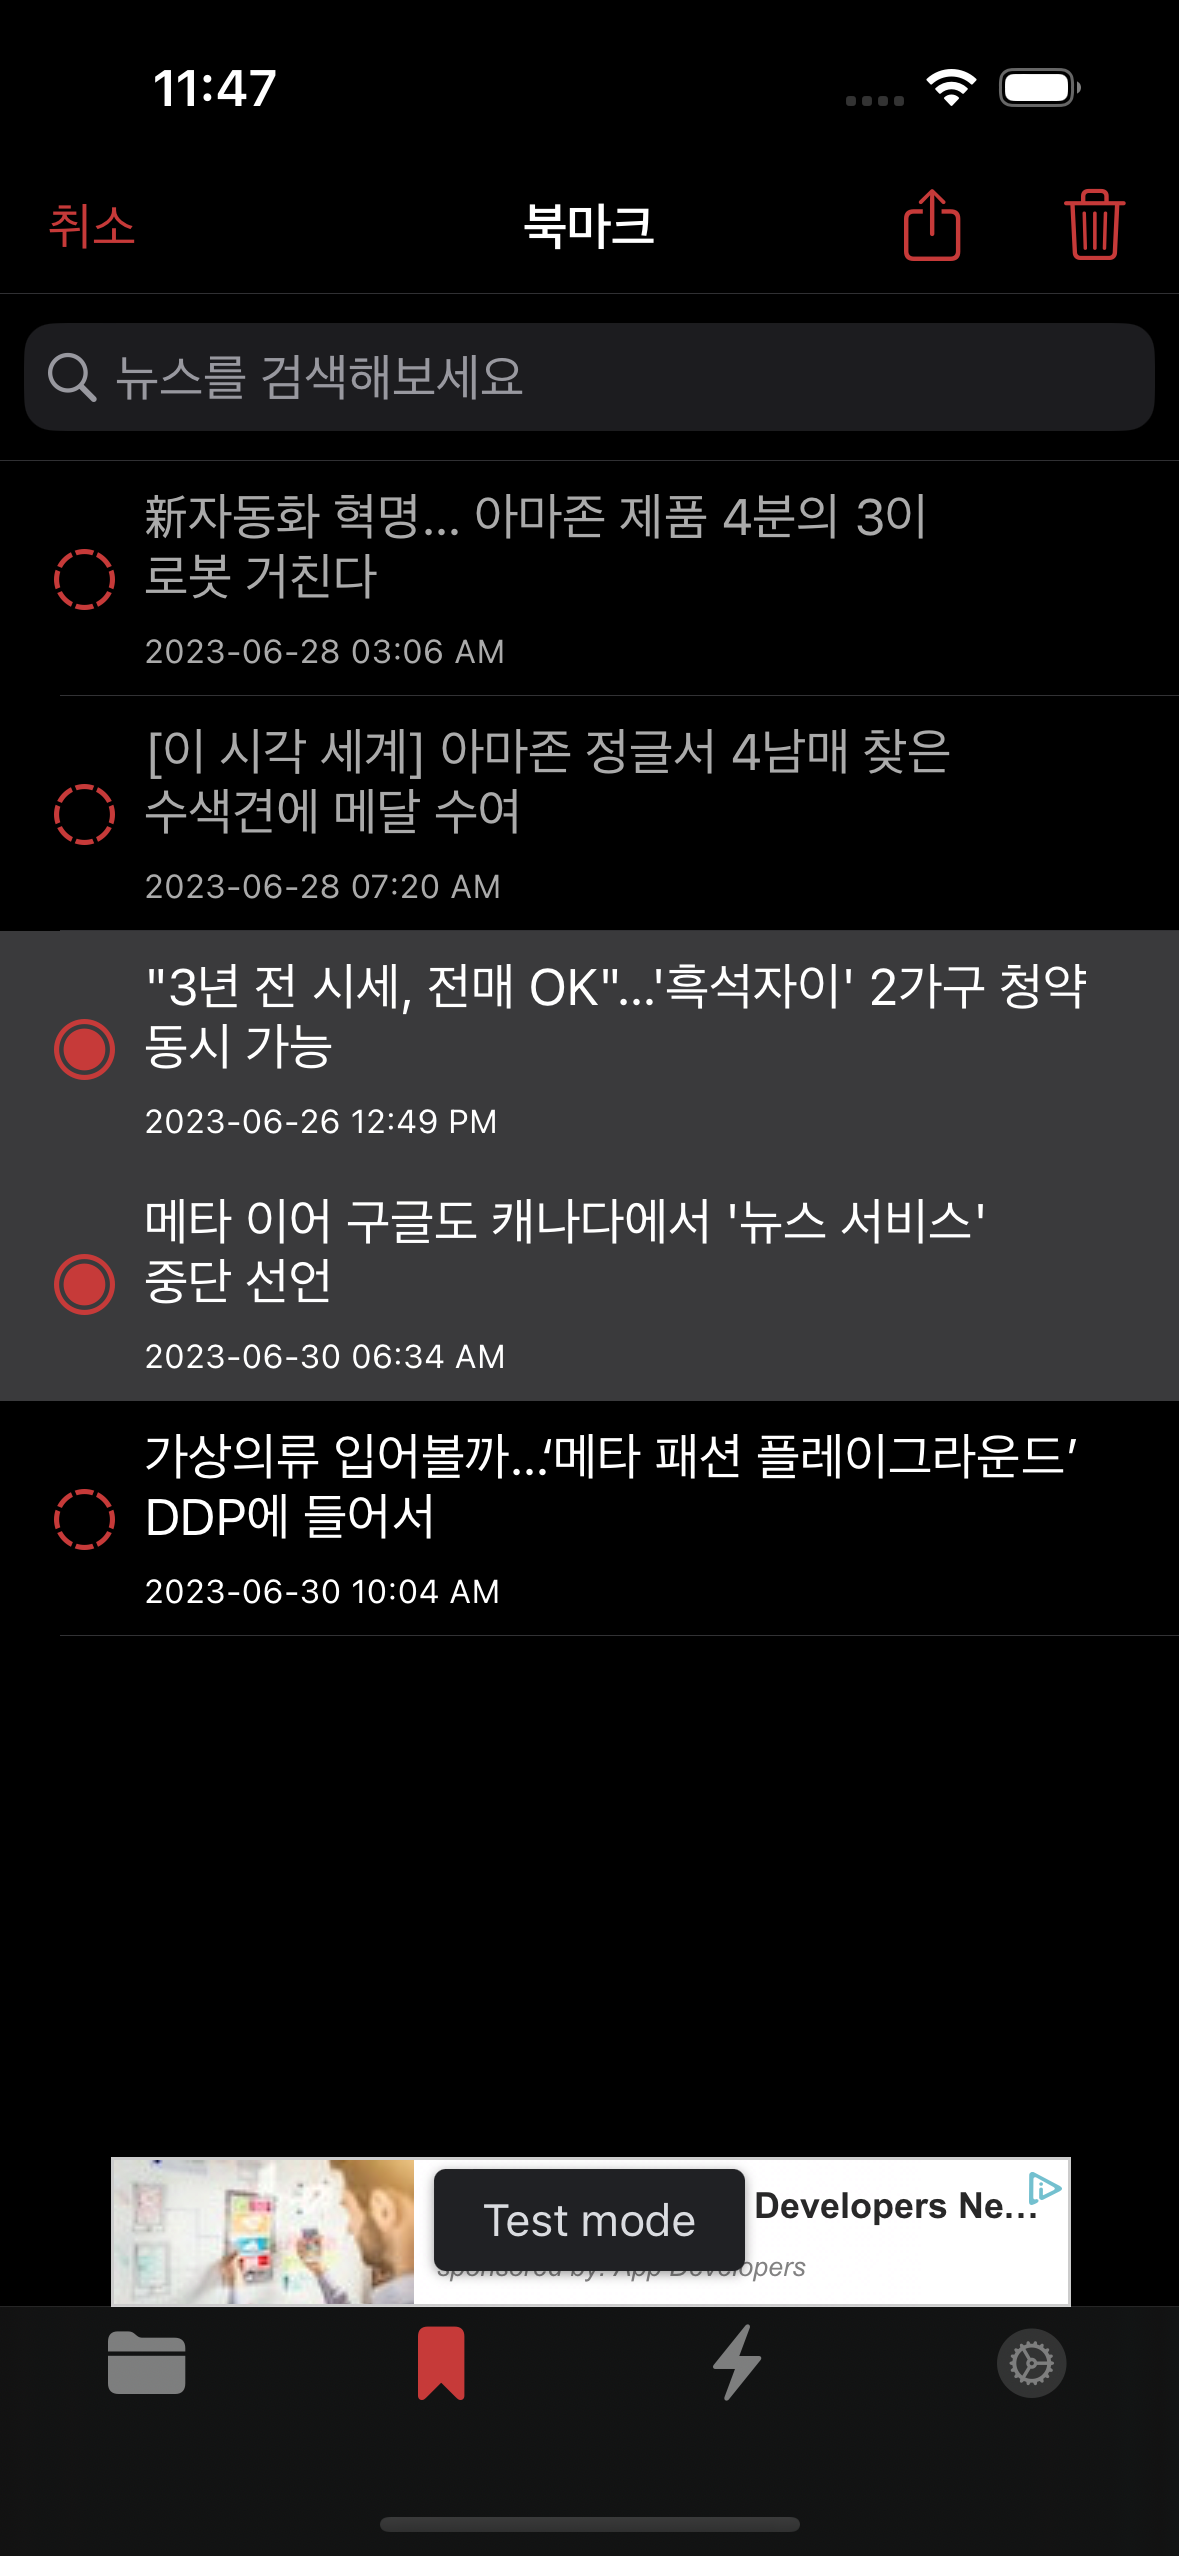 11:47
취소
북마크
뉴스를 검색해보세요
新자동화 혁명... 아마존 제품 4분의 3이
로봇 거친다
2023-06-28 03:06 AM
[이 시각 세계] 아마존 정글서 4남매 찾은
수색견에 메달 수여
2023-06-28 07:20 AM
"3년 전 시세, 전매 OK"...'흑석자이' 2가구 청약
동시 가능
2023-06-26 12:49 PM
메타 이어 구글도 캐나다에서 '뉴스 서비스'
중단 선언
2023-06-30 06:34 AM
가상의류 입어볼까...‘메타 패션 플레이그라운드’
DDP에 들어서
2023-06-30 10:04 AM
Test mode
Developers Ne...
sponsored by: App Developers